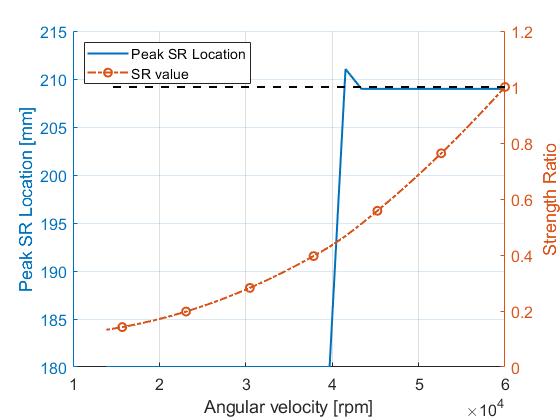 215
210
205
200
195
190
185
180
Peak SR Location [mm]
Peak SR Location
SR value
1.2
1
0.8
0.6
0.4
0.2
0
Strength Ratio
1 2 3 4 5 6
×10⁴
Angular velocity [rpm]